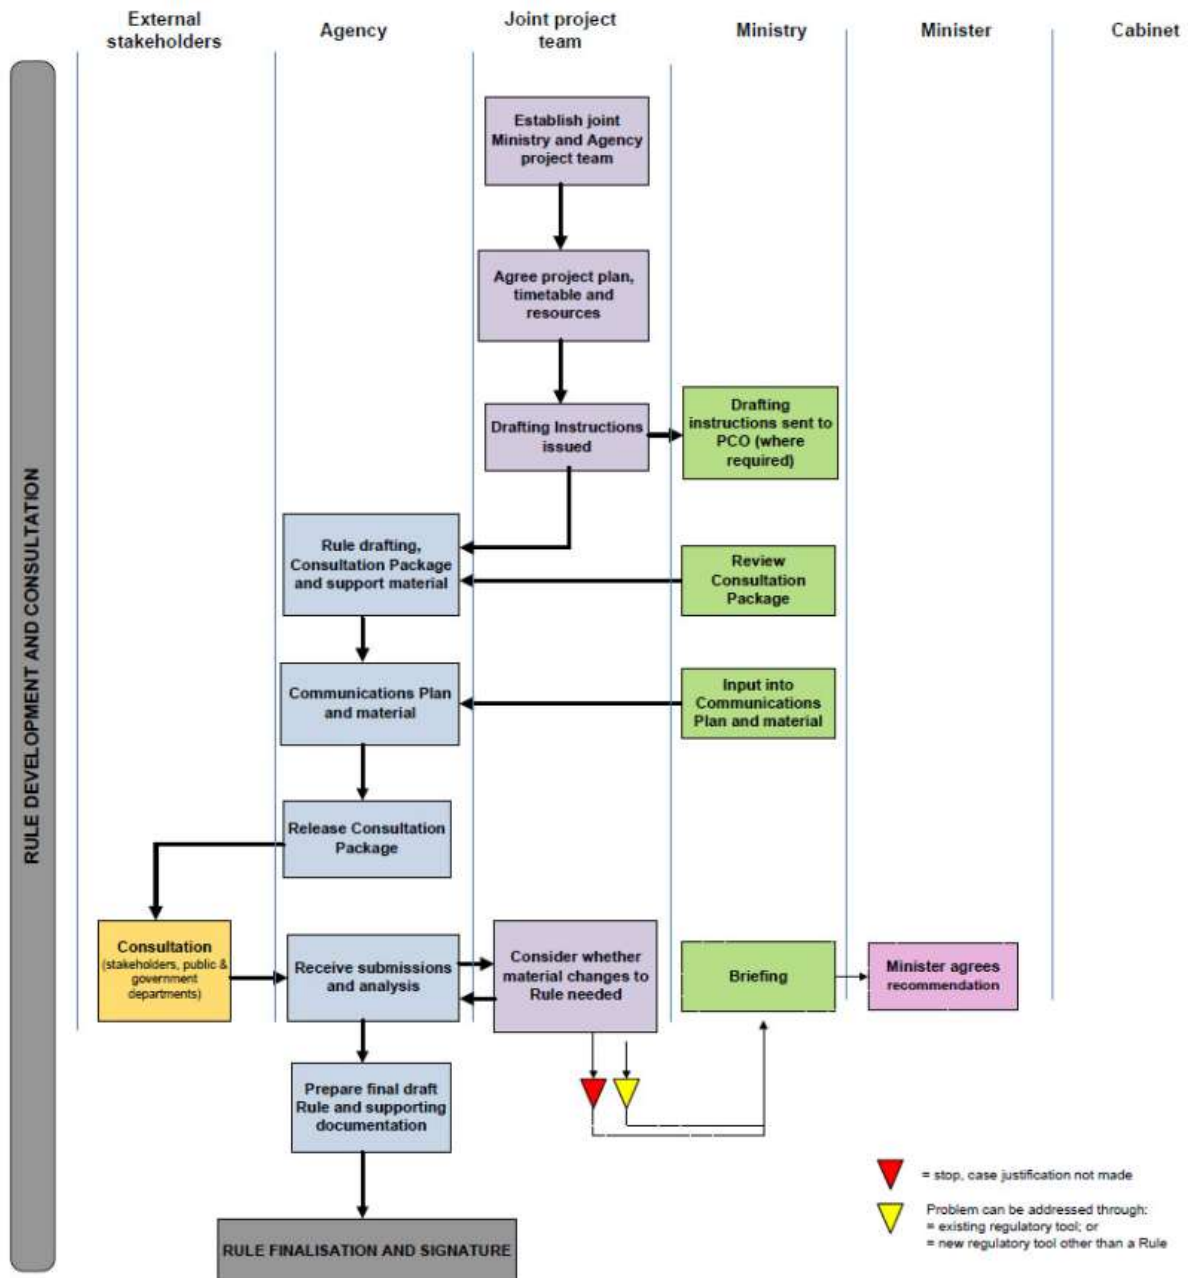 External
stakeholders
Agency
Joint project
team
Ministry
Minister
Cabinet
RULE DEVELOPMENT AND CONSULTATION
Establish joint
Ministry and Agency
project team
Agree project plan,
timetable and
resources
Drafting Instructions
issued
Drafting
instructions sent to
PCO (where
required)
Rule drafting,
Consultation Package
and support material
Review
Consultation
Package
Communications Plan
and material
Input into
Communications
Plan and material
Release Consultation
Package
Consultation
(stakeholders, public &
government
departments)
Receive submissions
and analysis
Consider whether
material changes to
Rule needed
Briefing
Minister agrees
recommendation
Prepare final draft
Rule and supporting
documentation
= stop, case justification not made
Problem can be addressed through:
= existing regulatory tool; or
= new regulatory tool other than a Rule
RULE FINALISATION AND SIGNATURE